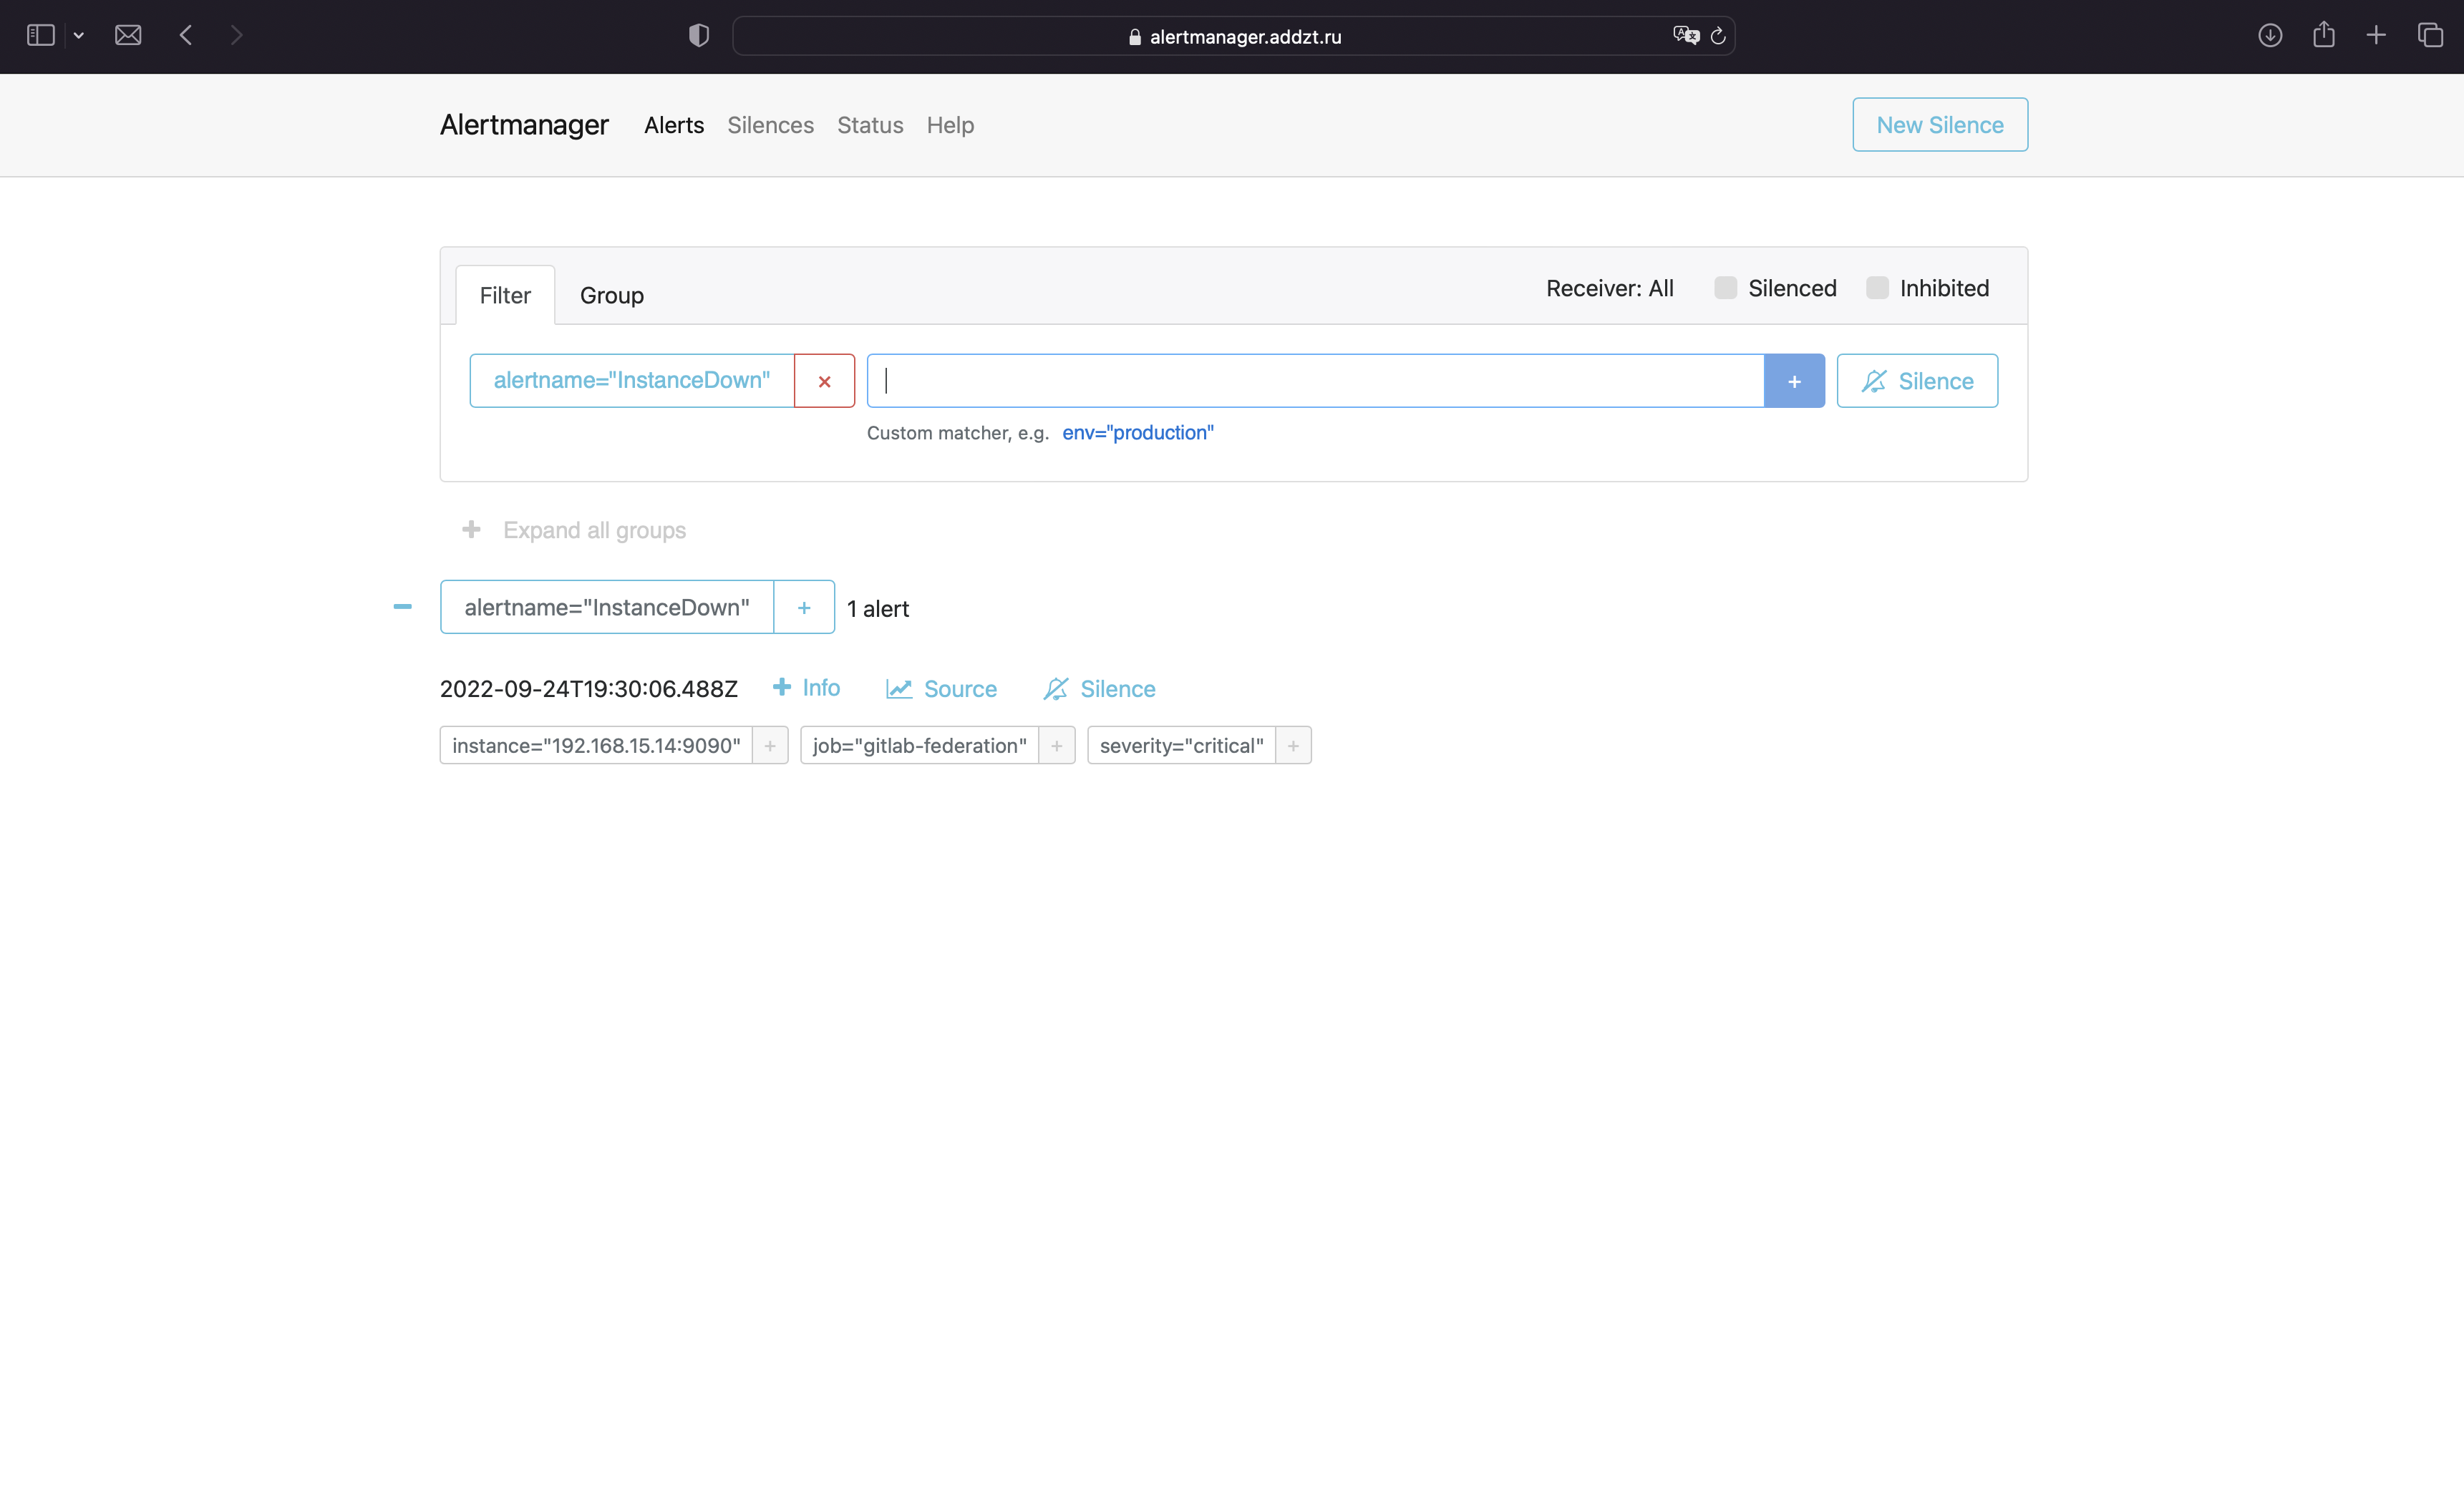 alertmanager.addzt.ru
Alertmanager Alerts Silences Status Help New Silence
Filter Group Receiver: All Silenced Inhibited
alertname="InstanceDown" × + Silence
Custom matcher, e.g. env="production"
+ Expand all groups
alertname="InstanceDown" + 1 alert
2022-09-24T19:30:06.488Z + Info Source Silence
instance="192.168.15.14:9090" + job="gitlab-federation" + severity="critical" +